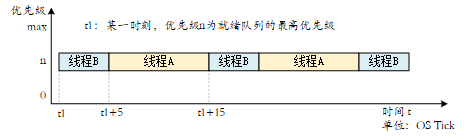 优先级
t1：某一时刻，优先级n为就绪队列的最高优先级
max
n
线程B 线程A 线程B 线程A 线程B
0
t1 t1+5 t1+15 时间 t
单位：OS Tick